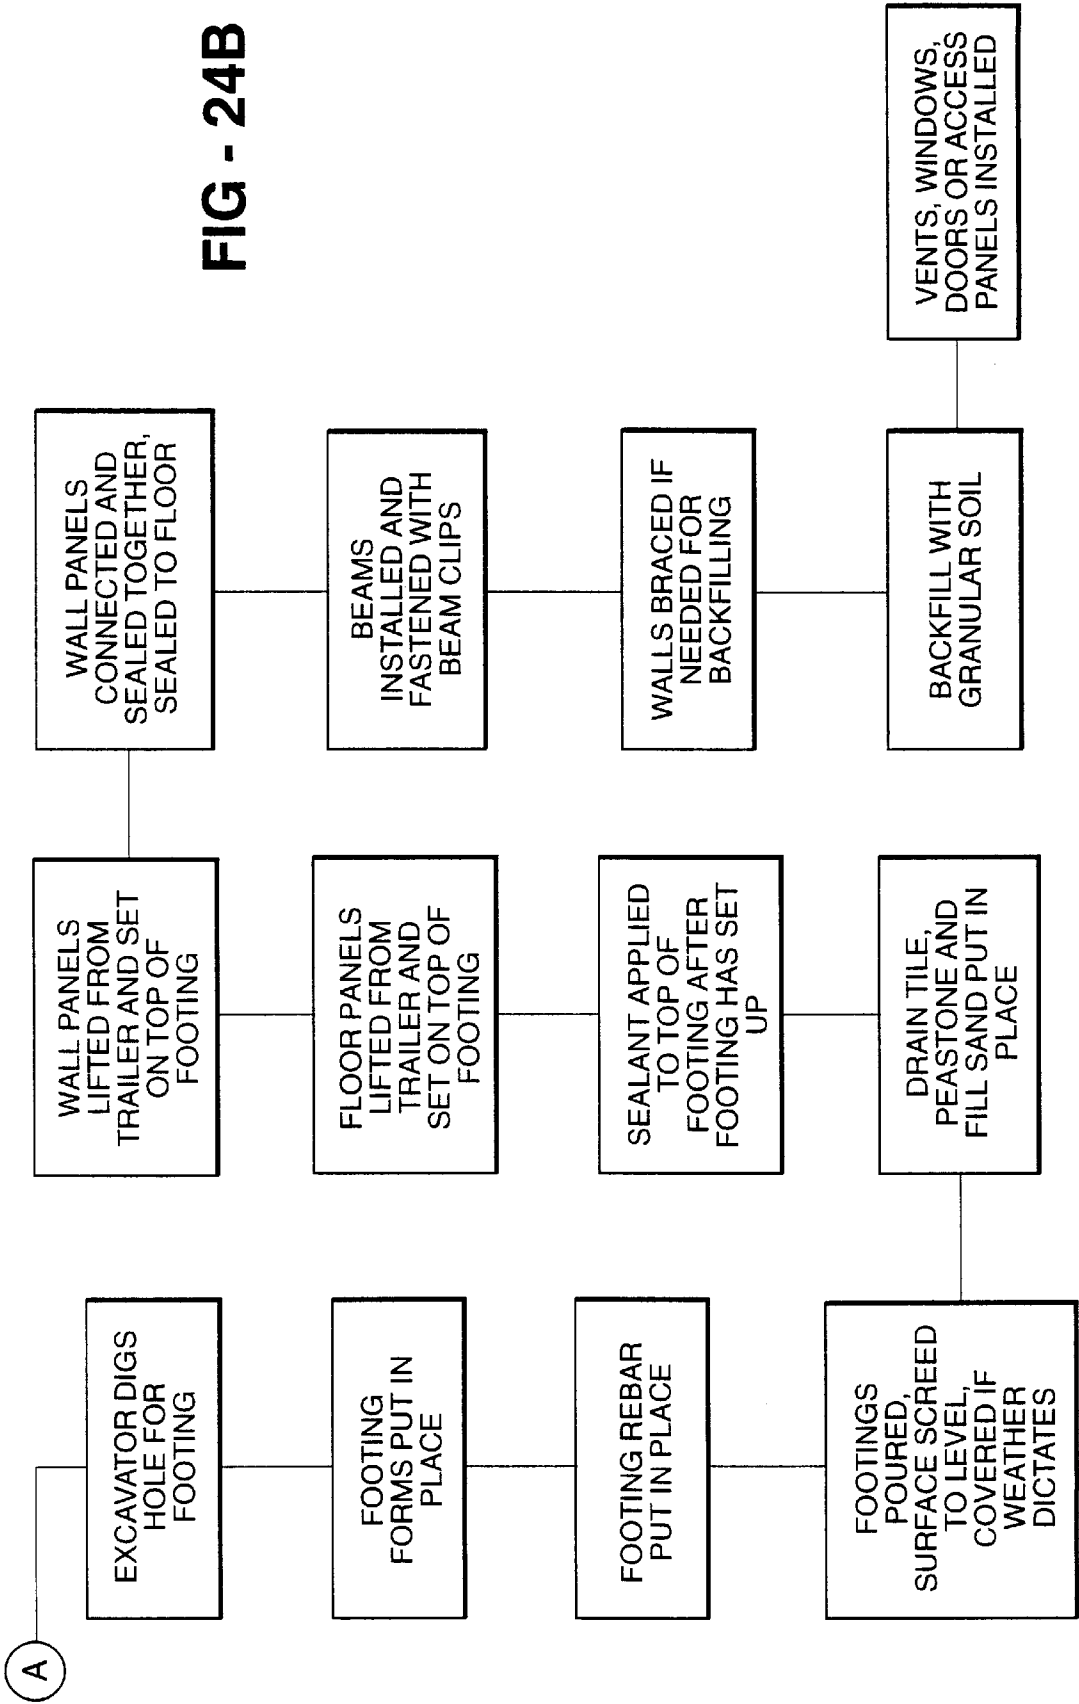 FIG - 24B
A
EXCAVATOR DIGS
HOLE FOR
FOOTING
FOOTING
FORMS PUT IN
PLACE
FOOTING REBAR
PUT IN PLACE
FOOTINGS
POURED,
SURFACE SCREED
TO LEVEL,
COVERED IF
WEATHER
DICTATES
DRAIN TILE,
PEASTONE AND
FILL SAND PUT IN
PLACE
SEALANT APPLIED
TO TOP OF
FOOTING AFTER
FOOTING HAS SET
UP
FLOOR PANELS
LIFTED FROM
TRAILER AND
SET ON TOP OF
FOOTING
WALL PANELS
LIFTED FROM
TRAILER AND SET
ON TOP OF
FOOTING
WALL PANELS
CONNECTED AND
SEALED TOGETHER,
SEALED TO FLOOR
BEAMS
INSTALLED AND
FASTENED WITH
BEAM CLIPS
WALLS BRACED IF
NEEDED FOR
BACKFILLING
BACKFILL WITH
GRANULAR SOIL
VENTS, WINDOWS,
DOORS OR ACCESS
PANELS INSTALLED